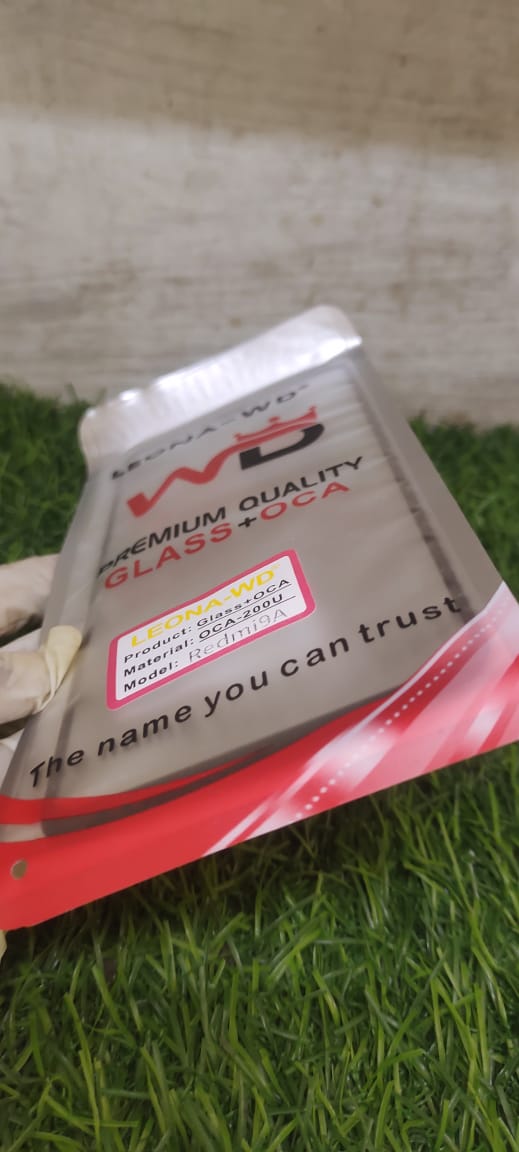 LEONA-WD
WD
PREMIUM QUALITY
GLASS+OCA
LEONA-WD
Product: Glass+OCA
Material: OCA-200U
Model: Redmi9A
The name you can trust